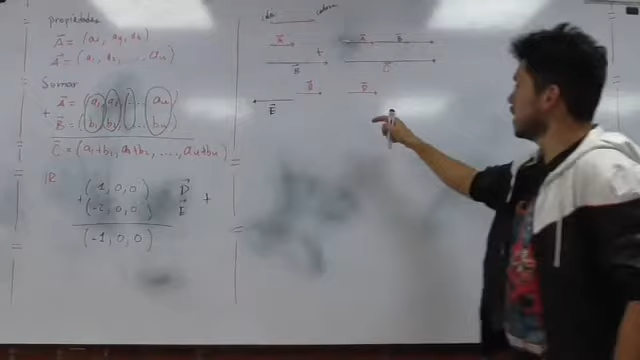 propiedades
A⃗ = (a₁, a₂, a₃)
A⃗ = (a₁, a₂, ... aₙ)
Sumar
A⃗ = (a₁, a₂, ... aₙ)
+ B⃗ = (b₁, b₂, ... bₙ)
C⃗ = (a₁+b₁, a₂+b₂, ..., aₙ+bₙ)
IR
+ (1, 0, 0) D⃗
(-2, 0, 0) E⃗ +
(-1, 0, 0)
A⃗ +
B⃗
D⃗
E⃗
A⃗ B⃗
C⃗
D⃗